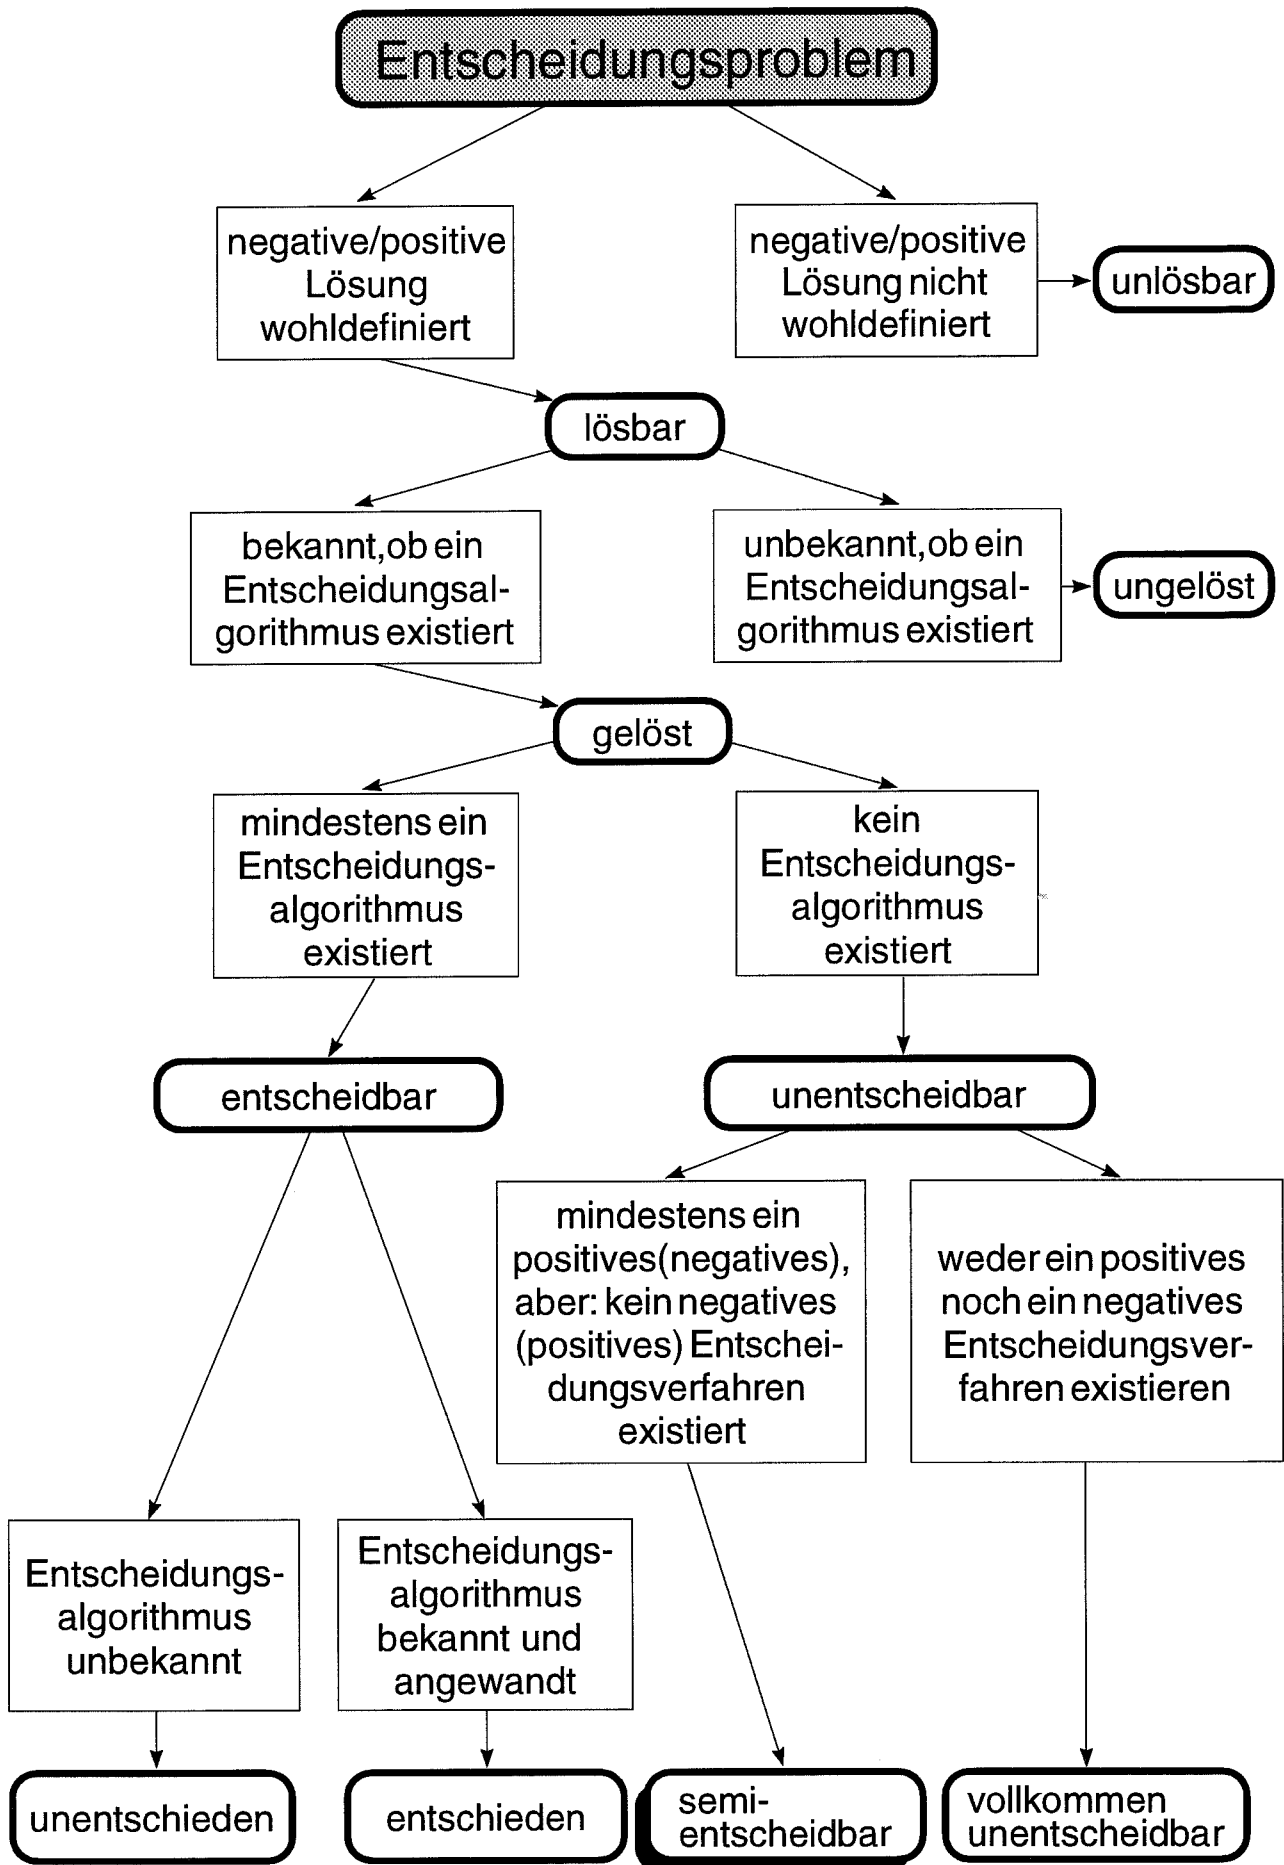 Entscheidungsproblem
negative/positive
Lösung
wohldefiniert
negative/positive
Lösung nicht
wohldefiniert
unlösbar
lösbar
bekannt, ob ein
Entscheidungsal-
gorithmus existiert
unbekannt, ob ein
Entscheidungsal-
gorithmus existiert
ungelöst
gelöst
mindestens ein
Entscheidungs-
algorithmus
existiert
kein
Entscheidungs-
algorithmus
existiert
entscheidbar
unentscheidbar
mindestens ein
positives (negatives),
aber: kein negatives
(positives) Entschei-
dungsverfahren
existiert
weder ein positives
noch ein negatives
Entscheidungsver-
fahren existieren
Entscheidungs-
algorithmus
unbekannt
Entscheidungs-
algorithmus
bekannt und
angewandt
unentschieden
entschieden
semi-
entscheidbar
vollkommen
unentscheidbar